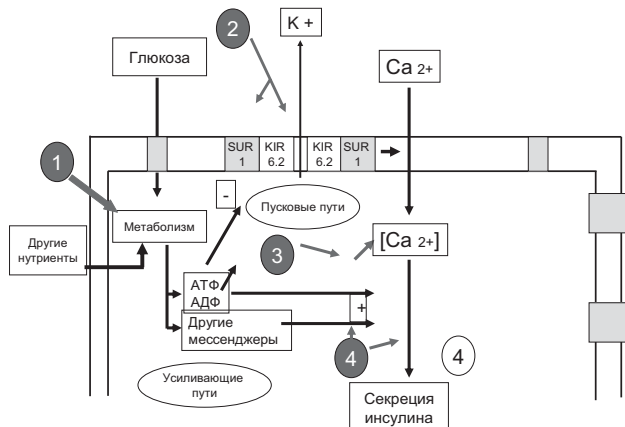 K +
2
Глюкоза
Ca 2+
SUR
1
KIR
6.2
KIR
6.2
SUR
1
1
-
Пусковые пути
Метаболизм
[Ca 2+]
Другие
нутриенты
3
АТФ
АДФ
+
Другие
мессенджеры
4
4
Усиливающие
пути
Секреция
инсулина